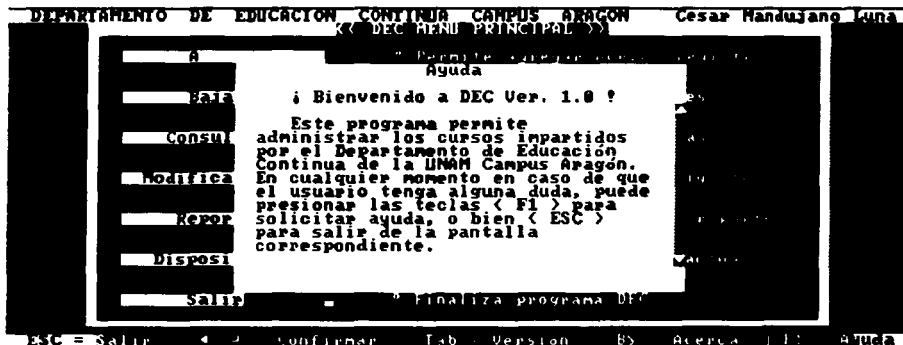 DEPARTAMENTO DE EDUCACION CONTINUA CAMPUS ARAGON Cesar Mandujano Luna
<< DEC MENU PRINCIPAL >>
A " Permite agregar
Ayuda
Baja
¡ Bienvenido a DEC Ver. 1.0 !
Este programa permite
Consul
administrar los cursos impartidos
por el Departamento de Educación
Continua de la UNAM Campus Aragón.
Modifica
En cualquier momento en caso de que
el usuario tenga alguna duda, puede
presionar las teclas < F1 > para
Repor
solicitar ayuda, o bien < ESC >
para salir de la pantalla
correspondiente.
Disposi
Salir " Finaliza programa DEC
ESC = Salir Confirmar Tab Version BS Acerca F1 Ayuda